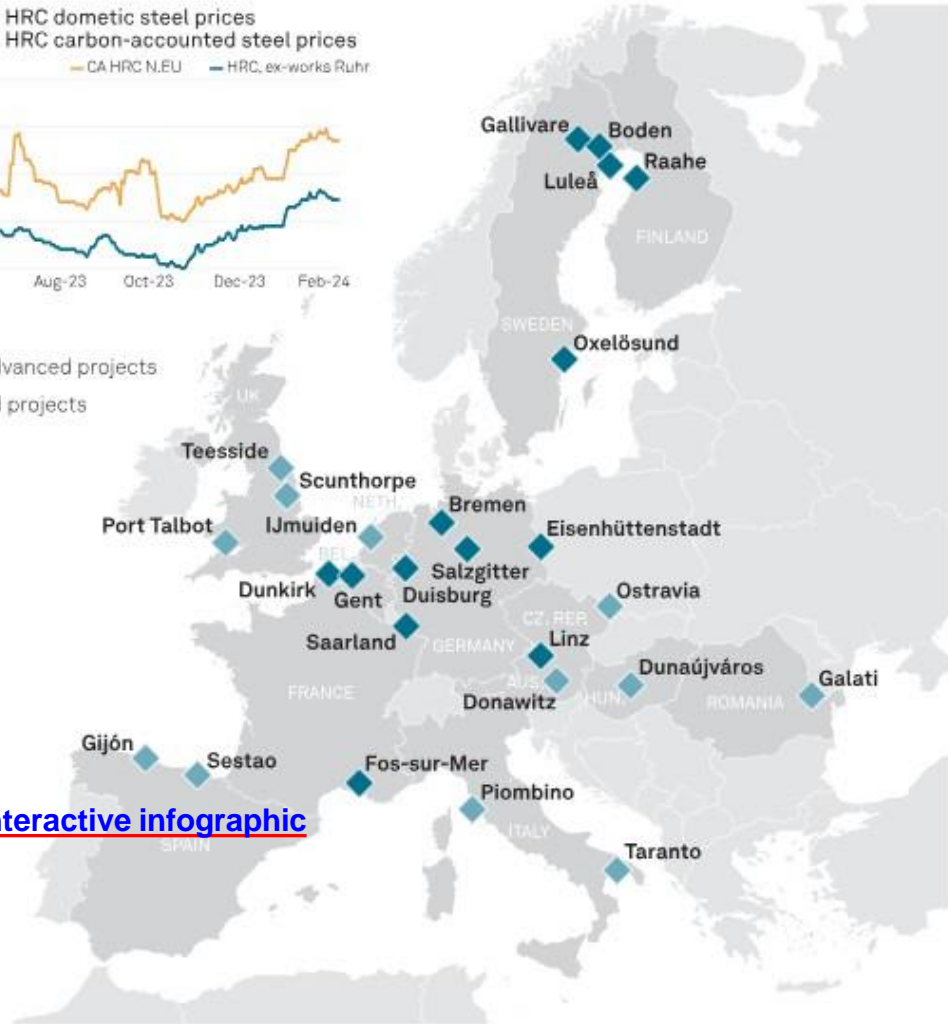 HRC dometic steel prices
HRC carbon-accounted steel prices
CA HRC N.EU HRC, ex-works Ruhr
Aug-23 Oct-23 Dec-23 Feb-24
dvanced projects
d projects
Gallivare
Boden
Luleå
Raahe
FINLAND
SWEDEN
Oxelösund
UK
Teesside
Scunthorpe
NETH.
Port Talbot
IJmuiden
Bremen
Eisenhüttenstadt
BEL.
Salzgitter
Dunkirk
Gent
Duisburg
Ostravia
CZ. REP.
Saarland
GERMANY
Linz
Dunaújváros
Galati
AUS.
HUN.
FRANCE
Donawitz
ROMANIA
Gijón
Sestao
Fos-sur-Mer
Piombino
nteractive infographic
ITALY
SPAIN
Taranto